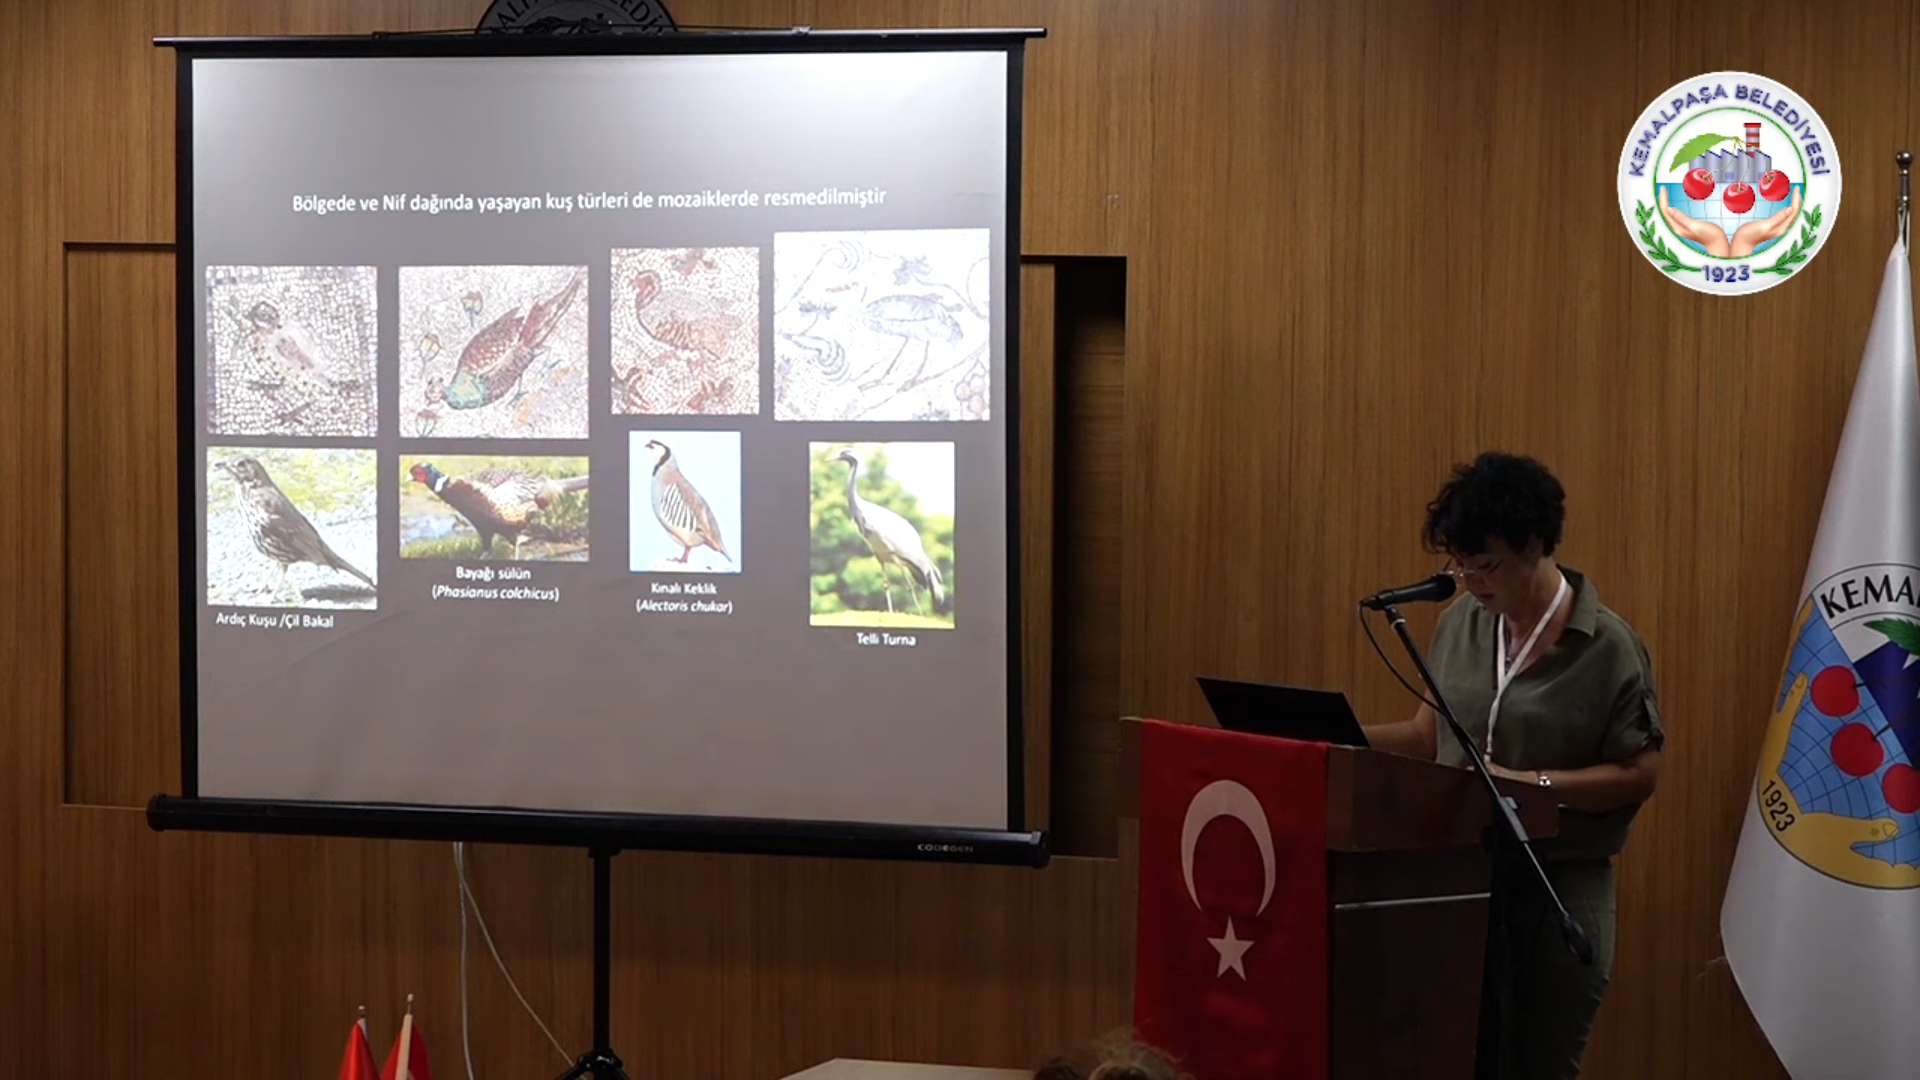 Bölgede ve Nif dağında yaşayan kuş türleri de mozaiklerde resmedilmiştir
Ardıç Kuşu /Çil Bakal
Bayağı sülün
(Phasianus colchicus)
Kınalı Keklik
(Alectoris chukar)
Telli Turna
CODEGEN
KEMALPAŞA BELEDİYESİ
1923
KEMA
1923